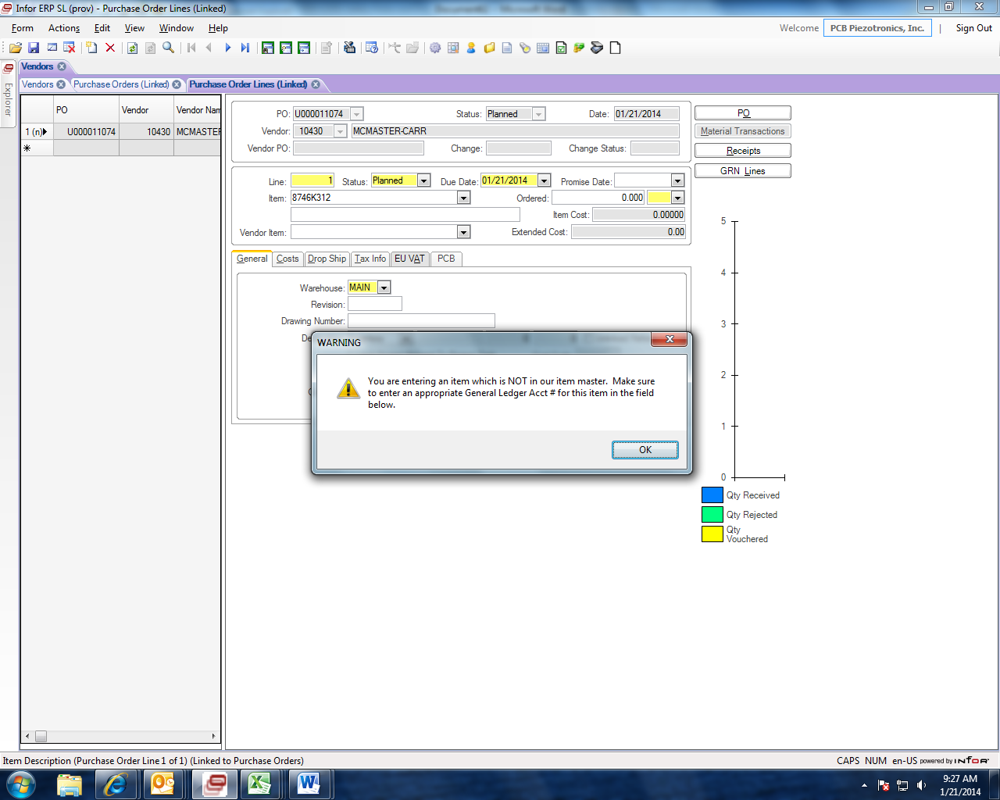 Infor ERP SL (prov) - Purchase Order Lines (Linked)
Form Actions Edit View Window Help
Welcome PCB Piezotronics, Inc. | Sign Out
Explorer
Vendors
Vendors Purchase Orders (Linked) Purchase Order Lines (Linked)
PO Vendor Vendor Nam
1 (n) U000011074 10430 MCMASTER
PO: U000011074 Status: Planned Date: 01/21/2014
Vendor: 10430 MCMASTER-CARR
Vendor PO: Change: Change Status:
PO
Material Transactions
Receipts
GRN Lines
Line: 1 Status: Planned Due Date: 01/21/2014 Promise Date:
Item: 8746K312 Ordered: 0.000
Item Cost: 0.00000
Vendor Item: Extended Cost: 0.00
General Costs Drop Ship Tax Info EU VAT PCB
Warehouse: MAIN
Revision:
Drawing Number:
WARNING
You are entering an item which is NOT in our item master. Make sure
to enter an appropriate General Ledger Acct # for this item in the field
below.
OK
5
4
3
2
1
0
Qty Received
Qty Rejected
Qty
Vouchered
Item Description (Purchase Order Line 1 of 1) (Linked to Purchase Orders)
CAPS NUM en-US powered by infor
9:27 AM
1/21/2014